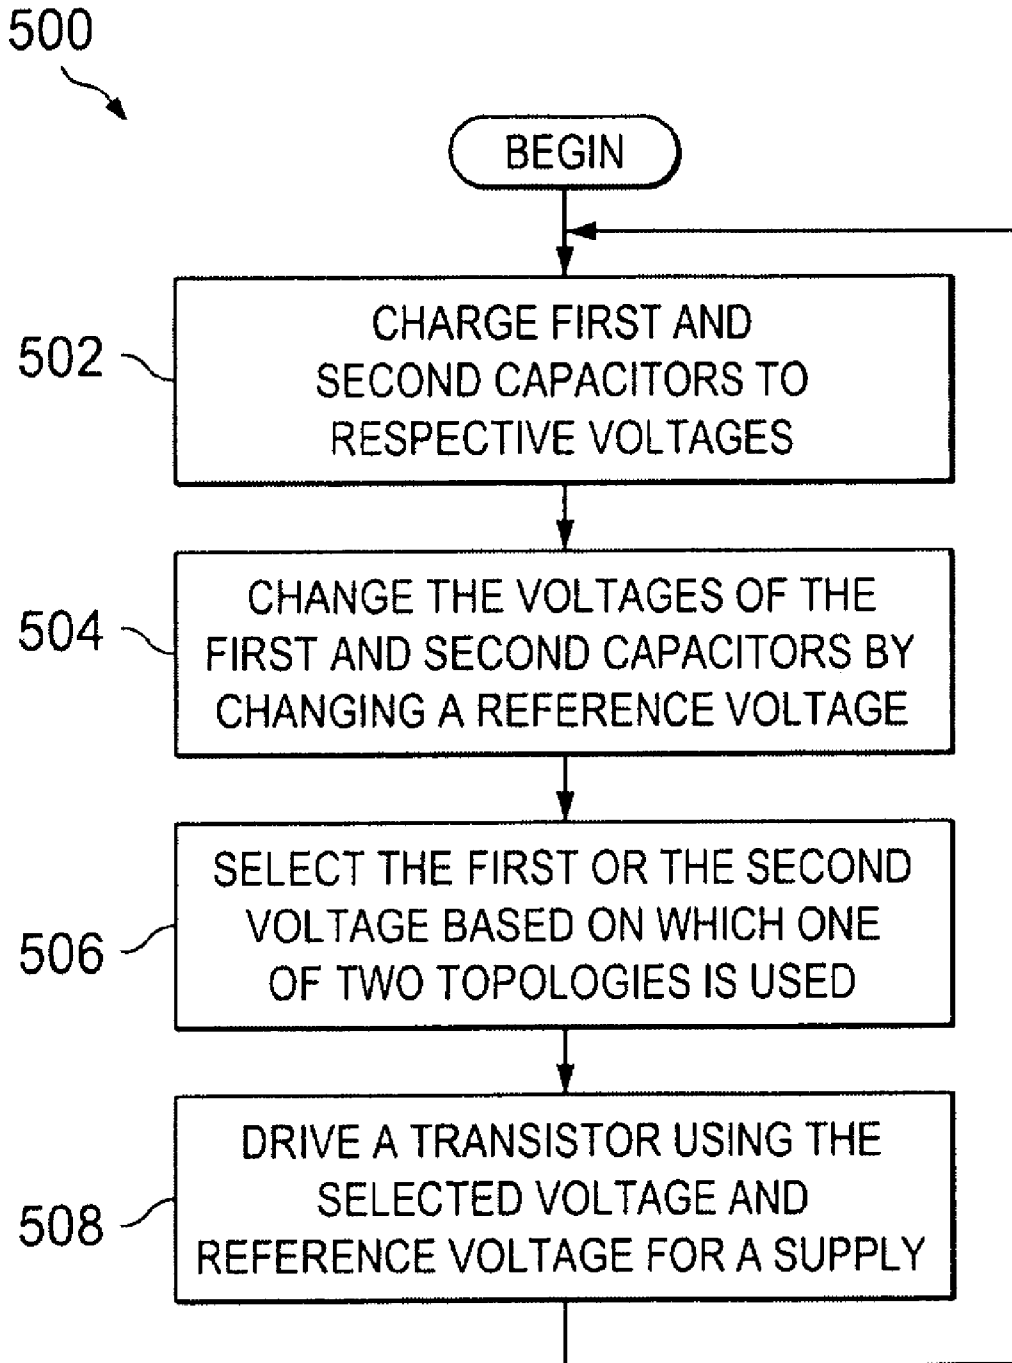 500
BEGIN
502
CHARGE FIRST AND
SECOND CAPACITORS TO
RESPECTIVE VOLTAGES
504
CHANGE THE VOLTAGES OF THE
FIRST AND SECOND CAPACITORS BY
CHANGING A REFERENCE VOLTAGE
506
SELECT THE FIRST OR THE SECOND
VOLTAGE BASED ON WHICH ONE
OF TWO TOPOLOGIES IS USED
508
DRIVE A TRANSISTOR USING THE
SELECTED VOLTAGE AND
REFERENCE VOLTAGE FOR A SUPPLY